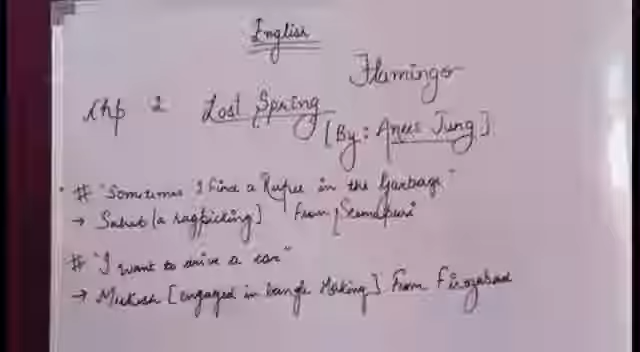 English
Flamingo
Chp 2 Lost Spring
[By: Anees Jung]
# "Sometimes I find a Rupee in the Garbage"
→ Saheb [a ragpicking] From Seemapuri
# "I want to drive a car"
→ Mukesh [engaged in bangle Making] From Firozabad